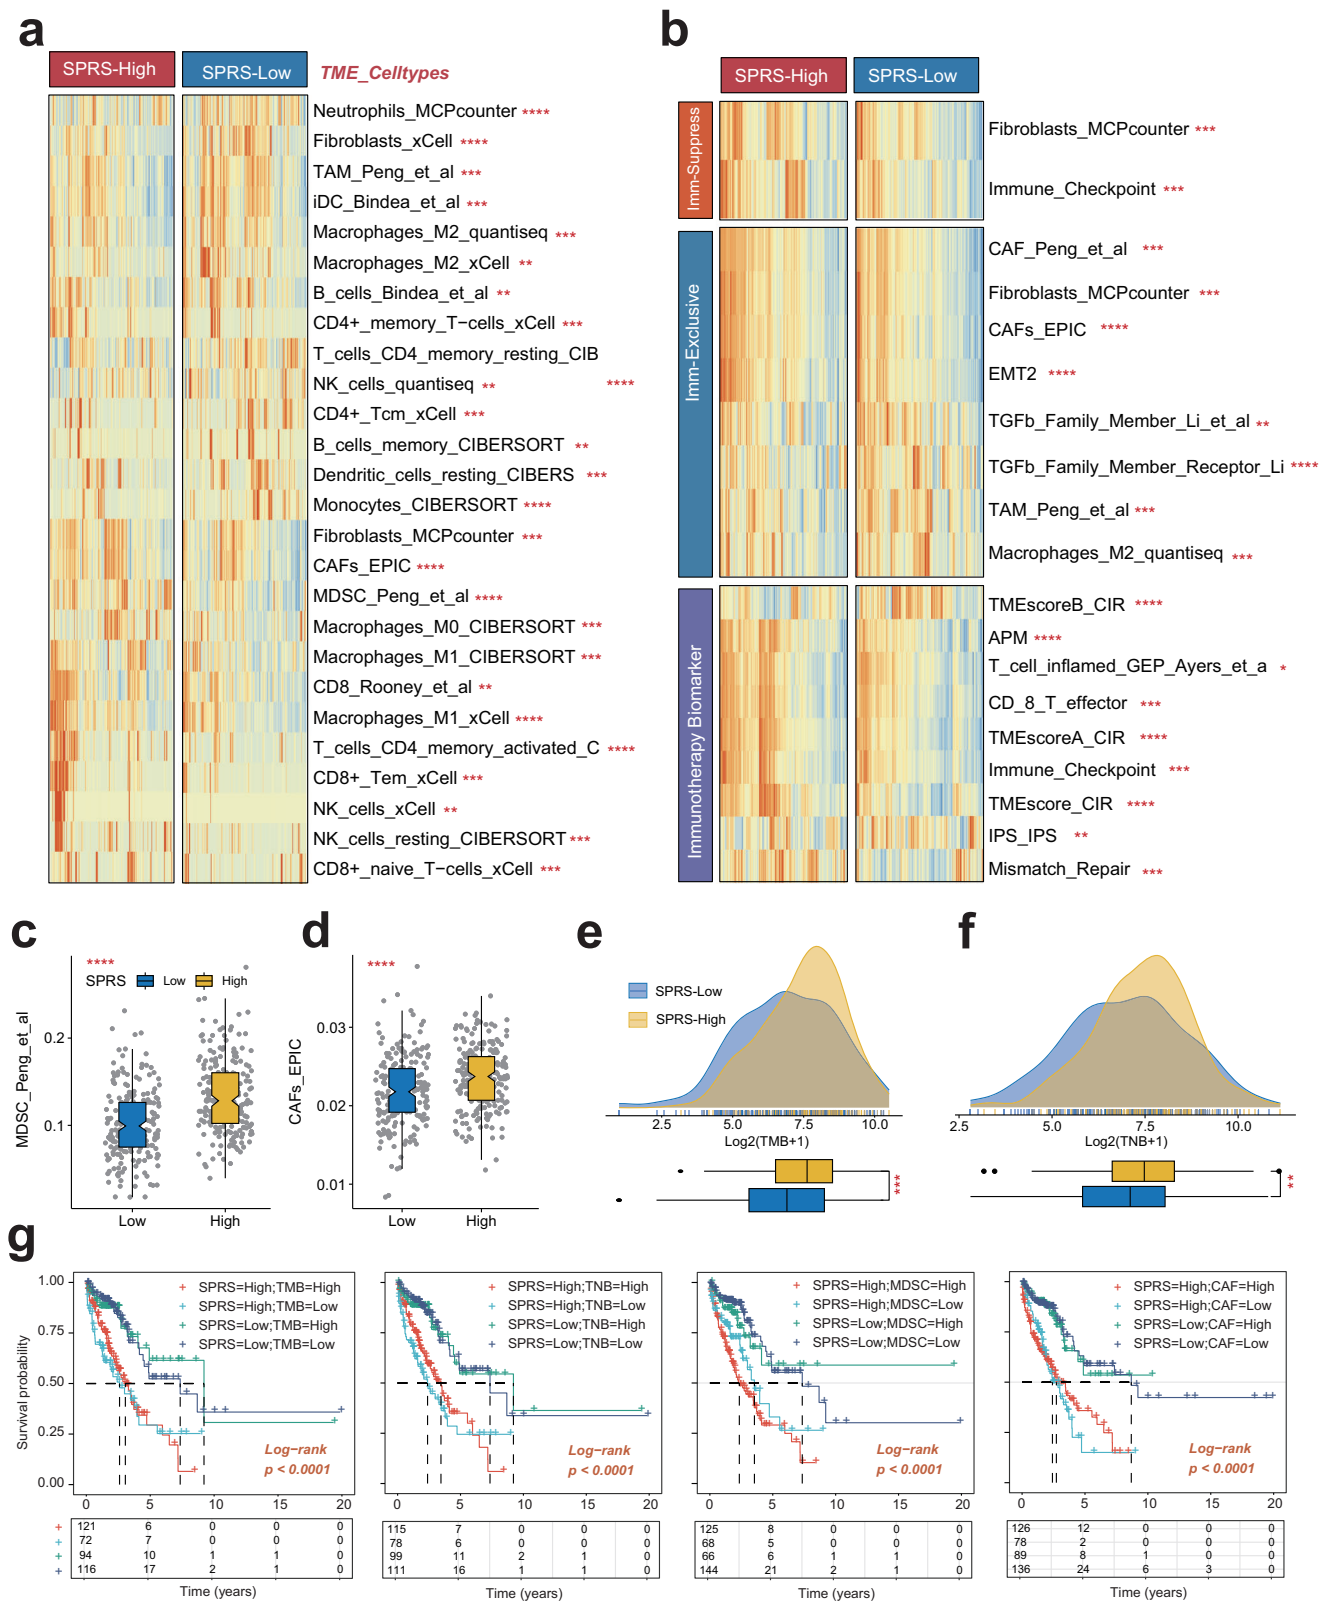 a
SPRS-High
SPRS-Low
TME_Celltypes
Neutrophils_MCPcounter ****
Fibroblasts_xCell ****
TAM_Peng_et_al ***
iDC_Bindea_et_al ***
Macrophages_M2_quantiseq ***
Macrophages_M2_xCell **
B_cells_Bindea_et_al **
CD4+_memory_T−cells_xCell ***
T_cells_CD4_memory_resting_CIB
NK_cells_quantiseq ** ****
CD4+_Tcm_xCell ***
B_cells_memory_CIBERSORT **
Dendritic_cells_resting_CIBERS ***
Monocytes_CIBERSORT ****
Fibroblasts_MCPcounter ***
CAFs_EPIC ****
MDSC_Peng_et_al ****
Macrophages_M0_CIBERSORT ***
Macrophages_M1_CIBERSORT ***
CD8_Rooney_et_al **
Macrophages_M1_xCell ****
T_cells_CD4_memory_activated_C ****
CD8+_Tem_xCell ***
NK_cells_xCell **
NK_cells_resting_CIBERSORT ***
CD8+_naive_T−cells_xCell ***
b
SPRS-High
SPRS-Low
Imm-Suppress
Fibroblasts_MCPcounter ***
Immune_Checkpoint ***
Imm-Exclusive
CAF_Peng_et_al ***
Fibroblasts_MCPcounter ***
CAFs_EPIC ****
EMT2 ****
TGFb_Family_Member_Li_et_al **
TGFb_Family_Member_Receptor_Li ****
TAM_Peng_et_al ***
Macrophages_M2_quantiseq ***
Immunotherapy Biomarker
TMEscoreB_CIR ****
APM ****
T_cell_inflamed_GEP_Ayers_et_a *
CD_8_T_effector ***
TMEscoreA_CIR ****
Immune_Checkpoint ***
TMEscore_CIR ****
IPS_IPS **
Mismatch_Repair ***
c
****
SPRS Low High
MDSC_Peng_et_al
0.2
0.1
Low High
d
****
CAFs_EPIC
0.03
0.02
0.01
Low High
e
SPRS-Low
SPRS-High
2.5 5.0 7.5 10.0
Log2(TMB+1)
***
f
2.5 5.0 7.5 10.0
Log2(TNB+1)
**
g
Survival probability
1.00
0.75
0.50
0.25
0.00
SPRS=High;TMB=High
SPRS=High;TMB=Low
SPRS=Low;TMB=High
SPRS=Low;TMB=Low
Log−rank
p < 0.0001
0 5 10 15 20
121 6 0 0 0
72 7 0 0 0
94 10 1 1 0
116 17 2 1 0
Time (years)
SPRS=High;TNB=High
SPRS=High;TNB=Low
SPRS=Low;TNB=High
SPRS=Low;TNB=Low
Log−rank
p < 0.0001
0 5 10 15 20
115 7 0 0 0
78 6 0 0 0
99 11 2 1 0
111 16 1 1 0
Time (years)
SPRS=High;MDSC=High
SPRS=High;MDSC=Low
SPRS=Low;MDSC=High
SPRS=Low;MDSC=Low
Log−rank
p < 0.0001
0 5 10 15 20
125 8 0 0 0
68 5 0 0 0
66 6 1 1 0
144 21 2 1 0
Time (years)
SPRS=High;CAF=High
SPRS=High;CAF=Low
SPRS=Low;CAF=High
SPRS=Low;CAF=Low
Log−rank
p < 0.0001
0 5 10 15 20
126 12 0 0 0
78 2 0 0 0
89 8 1 0 0
136 24 6 3 0
Time (years)